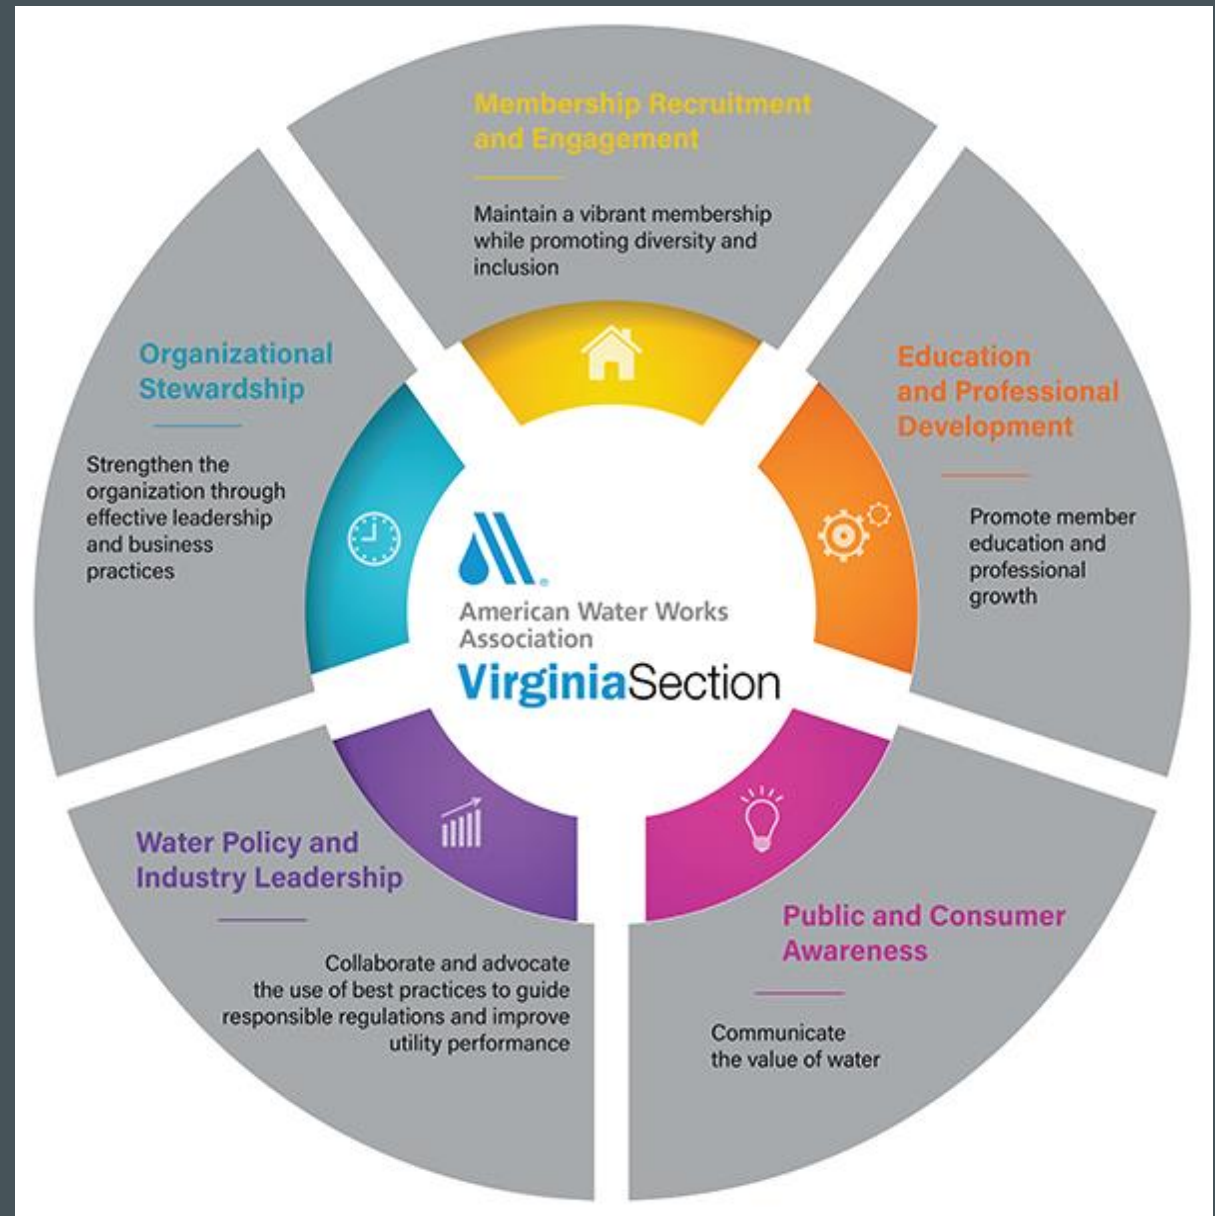 Membership Recruitment
and Engagement
Maintain a vibrant membership
while promoting diversity and
inclusion
Education
and Professional
Development
Promote member
education and
professional
growth
Public and Consumer
Awareness
Communicate
the value of water
Water Policy and
Industry Leadership
Collaborate and advocate
the use of best practices to guide
responsible regulations and improve
utility performance
Organizational
Stewardship
Strengthen the
organization through
effective leadership
and business
practices
®
American Water Works
Association
VirginiaSection